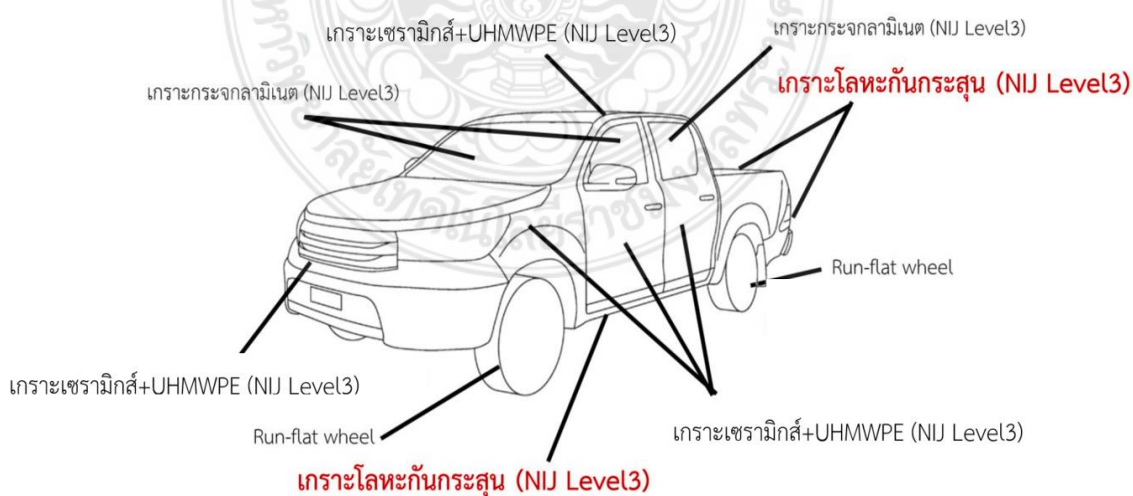 เกราะเซรามิกส์+UHMWPE (NIJ Level3)
เกราะกระจกลามิเนต (NIJ Level3)
เกราะโลหะกันกระสุน (NIJ Level3)
เกราะกระจกลามิเนต (NIJ Level3)
Run-flat wheel
เกราะเซรามิกส์+UHMWPE (NIJ Level3)
Run-flat wheel
เกราะเซรามิกส์+UHMWPE (NIJ Level3)
เกราะโลหะกันกระสุน (NIJ Level3)